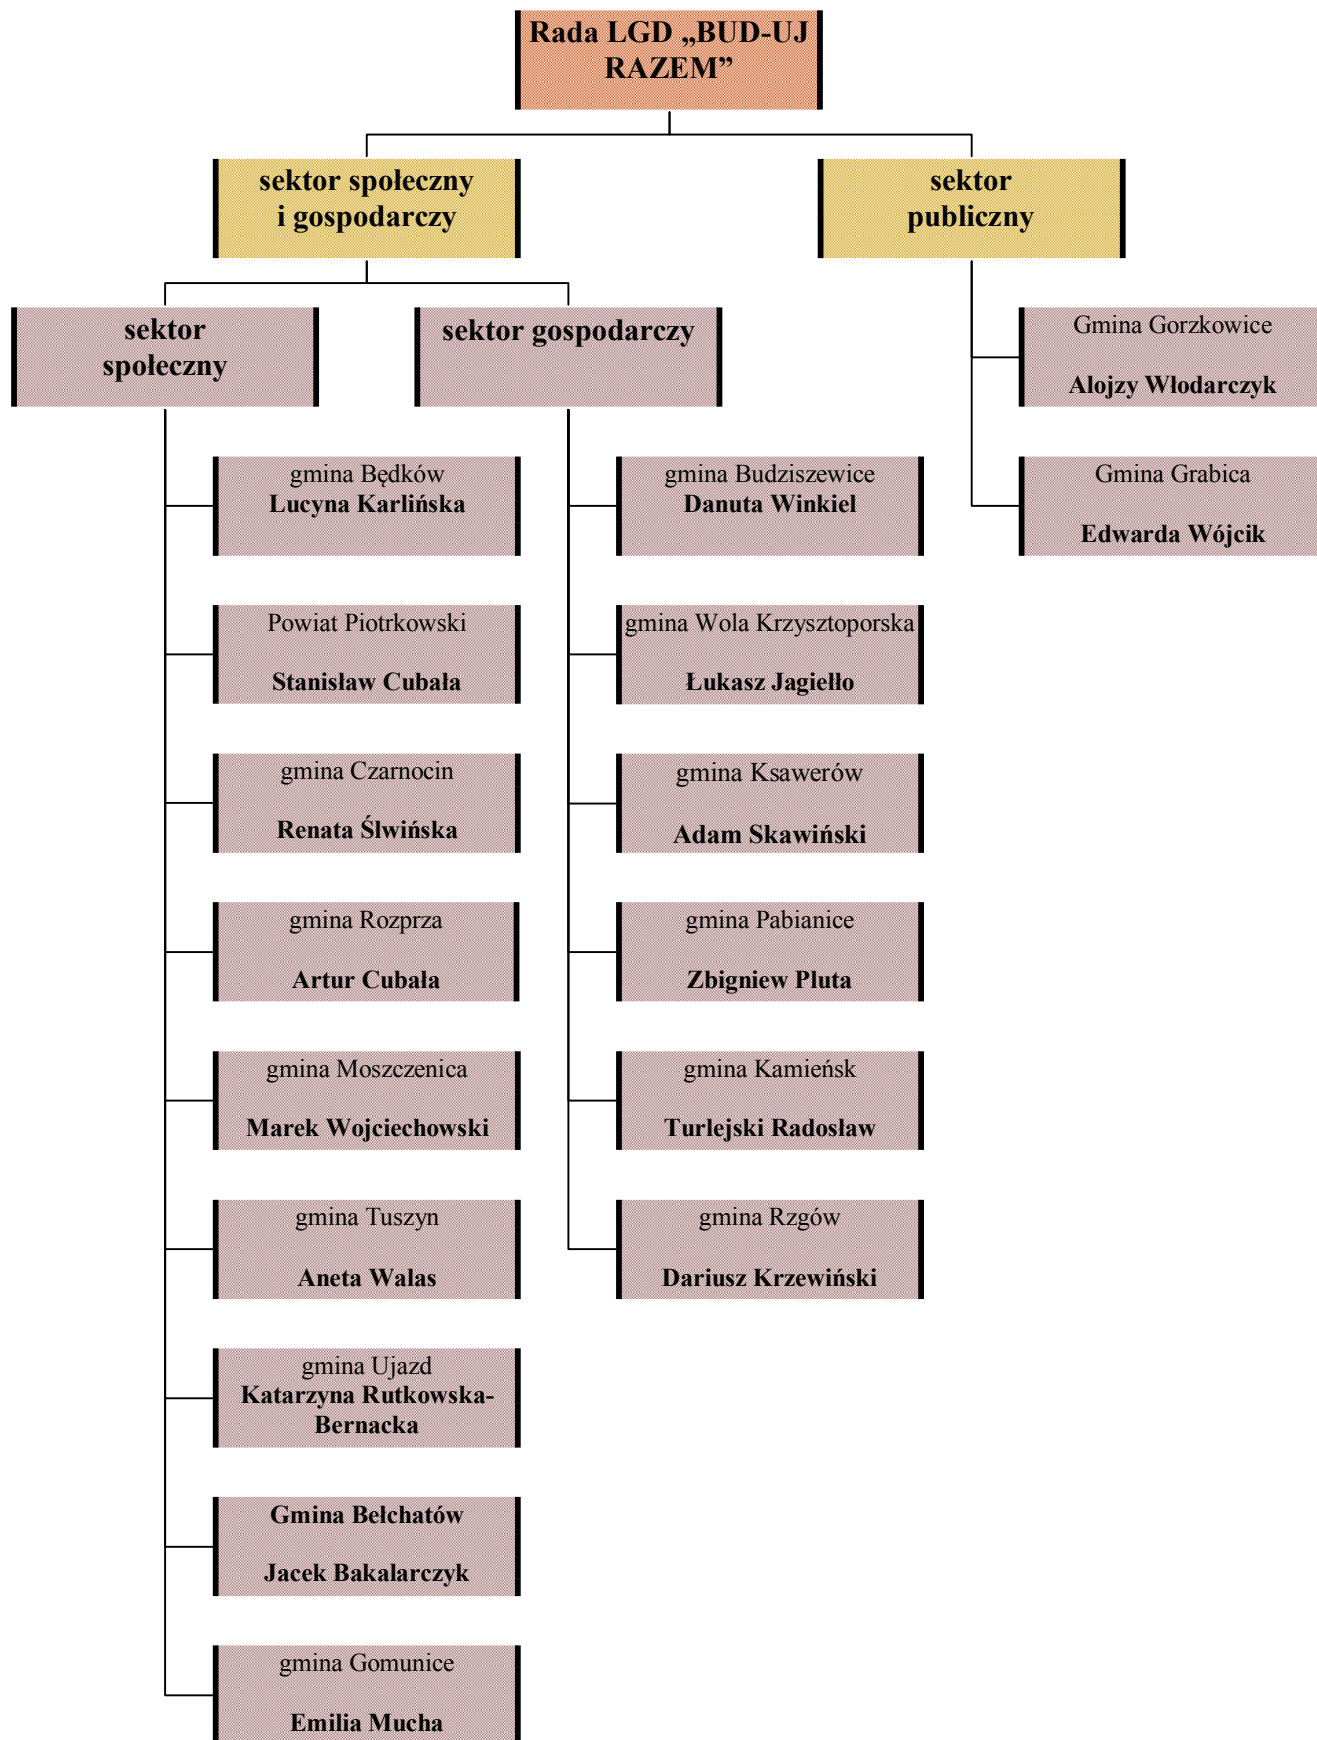 Rada LGD „BUD-UJ
RAZEM”
sektor społeczny
i gospodarczy
sektor
publiczny
sektor
społeczny
sektor gospodarczy
Gmina Gorzkowice
Alojzy Włodarczyk
gmina Będków
Lucyna Karlińska
gmina Budziszewice
Danuta Winkiel
Gmina Grabica
Edwarda Wójcik
Powiat Piotrkowski
Stanisław Cubała
gmina Wola Krzysztoporska
Łukasz Jagiełło
gmina Czarnocin
Renata Ślwińska
gmina Ksawerów
Adam Skawiński
gmina Rozprza
Artur Cubała
gmina Pabianice
Zbigniew Pluta
gmina Moszczenica
Marek Wojciechowski
gmina Kamieńsk
Turlejski Radosław
gmina Tuszyn
Aneta Walas
gmina Rzgów
Dariusz Krzewiński
gmina Ujazd
Katarzyna Rutkowska-
Bernacka
Gmina Bełchatów
Jacek Bakalarczyk
gmina Gomunice
Emilia Mucha